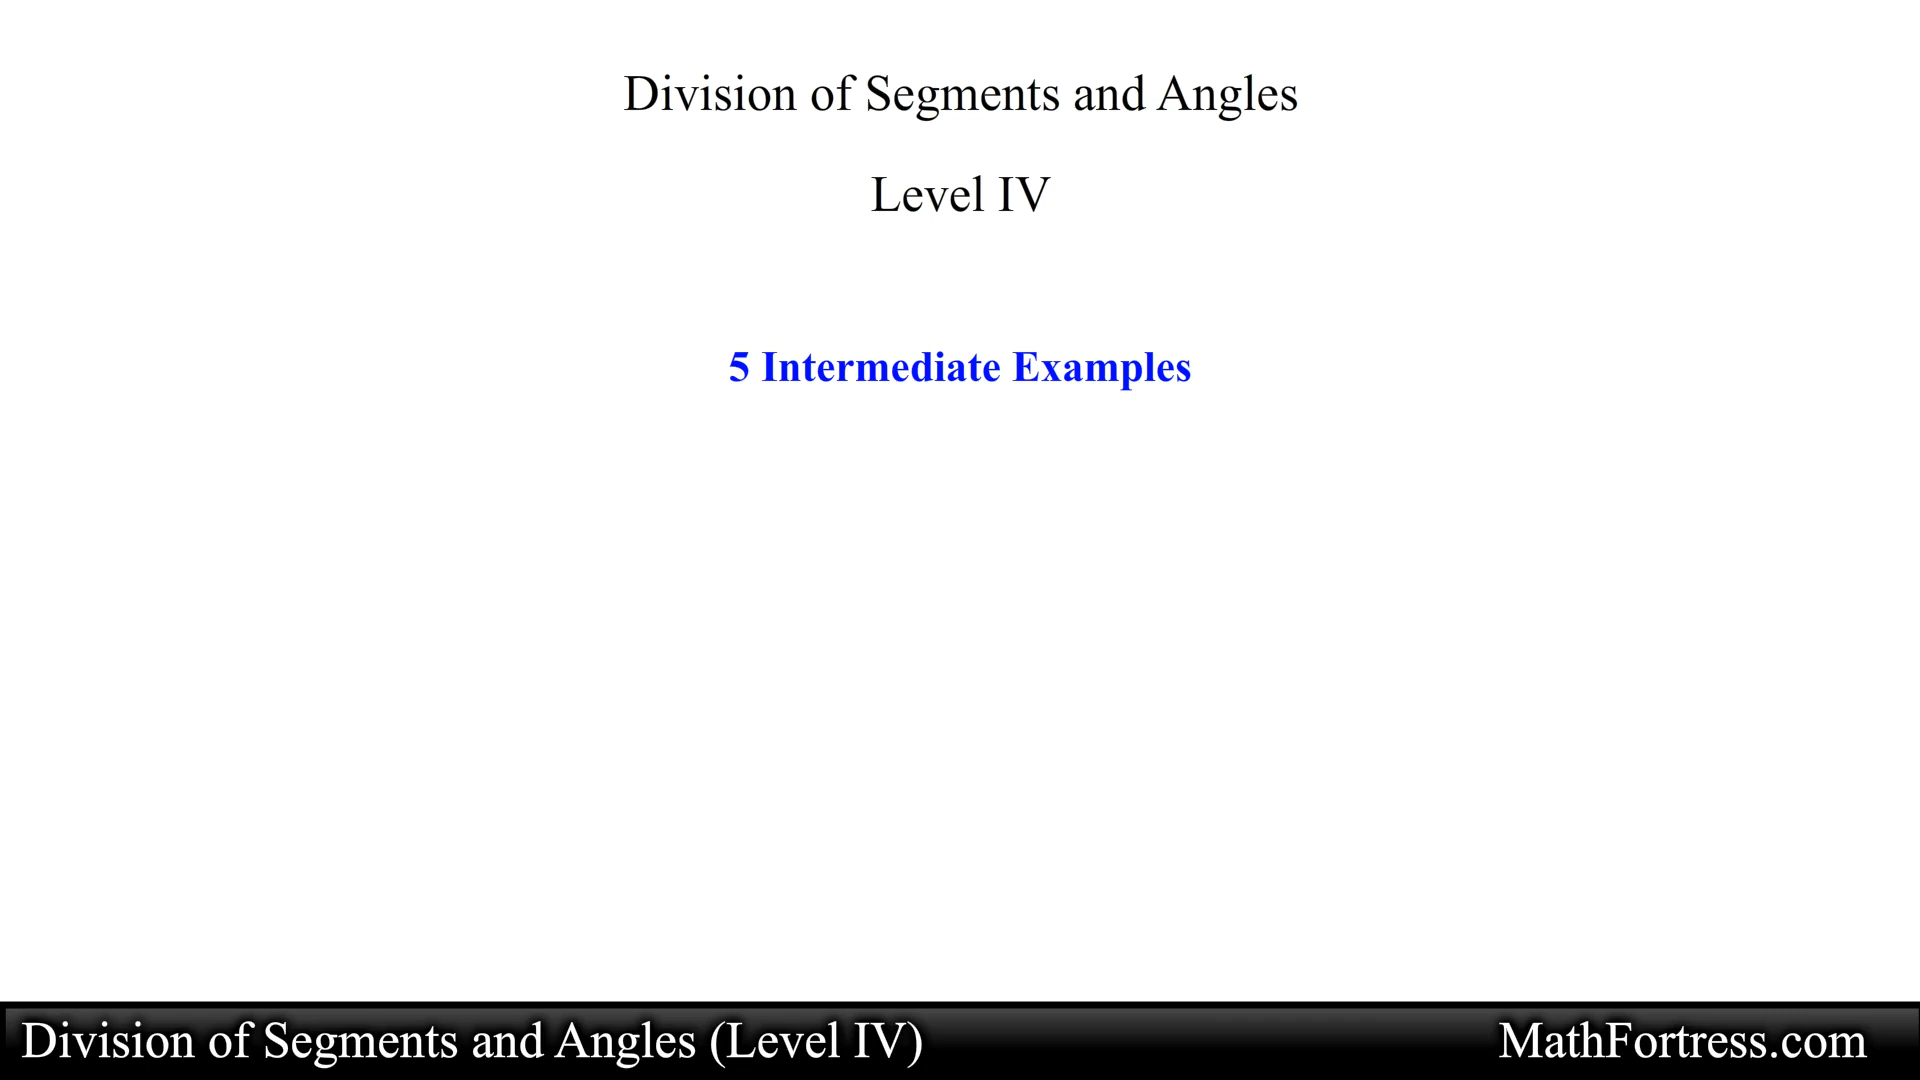 Division of Segments and Angles
Level IV
5 Intermediate Examples
Division of Segments and Angles (Level IV)
MathFortress.com